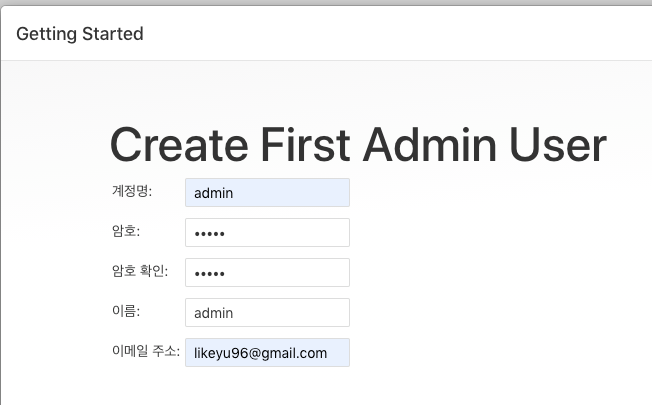 Getting Started
Create First Admin User
계정명: admin
암호: •••••
암호 확인: •••••
이름: admin
이메일 주소: likeyu96@gmail.com